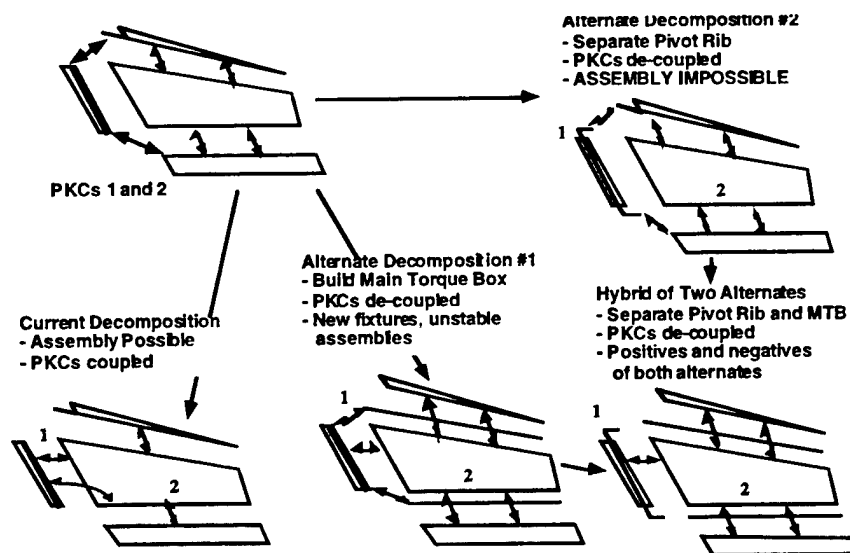 Alternate Decomposition #2
- Separate Pivot Rib
- PKCs de-coupled
- ASSEMBLY IMPOSSIBLE
1
2
PKCs 1 and 2
Alternate Decomposition #1
- Build Main Torque Box
- PKCs de-coupled
- New fixtures, unstable
assemblies
Hybrid of Two Alternates
- Separate Pivot Rib and MTB
- PKCs de-coupled
- Positives and negatives
of both alternates
Current Decomposition
- Assembly Possible
- PKCs coupled
1
2
1
2
1
2